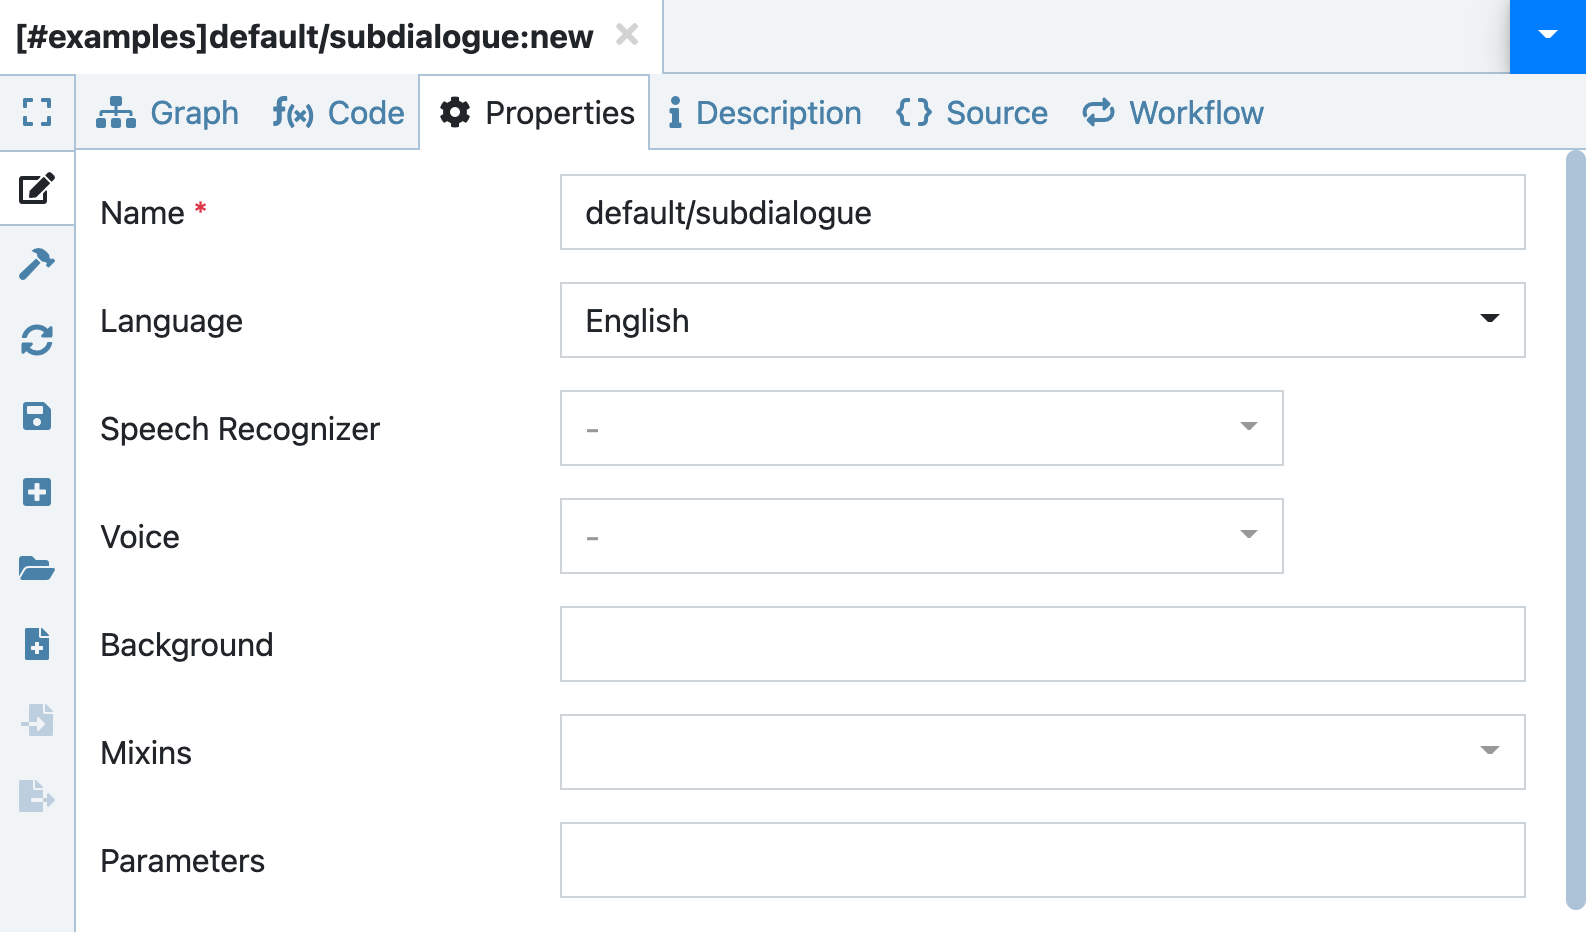 [#examples]default/subdialogue:new
Graph f(x) Code Properties Description {} Source Workflow
Name * default/subdialogue
Language English
Speech Recognizer -
Voice -
Background
Mixins
Parameters